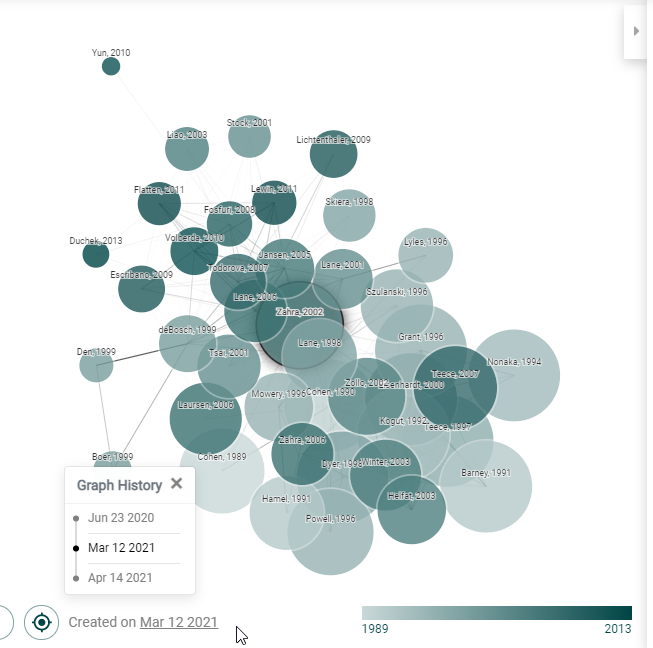 Yun, 2010
Stock, 2001
Liao, 2003
Lichtenthaler, 2009
Flatten, 2011
Lewin, 2011
Skiera, 1998
Fosfuri, 2008
Duchek, 2013
Volberda, 2010
Lyles, 1996
Jansen, 2005
Todorova, 2007
Lane, 2001
Escribano, 2009
Szulanski, 1996
Lane, 2006
Zahra, 2002
deBosch, 1999
Grant, 1996
Lane, 1998
Den, 1999
Tsai, 2001
Nonaka, 1994
Teece, 2007
Zollo, 2002
Eisenhardt, 2000
Mowery, 1996
Cohen, 1990
Laursen, 2006
Kogut, 1992
Teece, 1997
Zahra, 2006
Boer, 1999
Cohen, 1989
Dyer, 1998
Winter, 2003
Barney, 1991
Helfat, 2003
Hamel, 1991
Powell, 1996
Graph History
Jun 23 2020
Mar 12 2021
Apr 14 2021
Created on Mar 12 2021
1989
2013